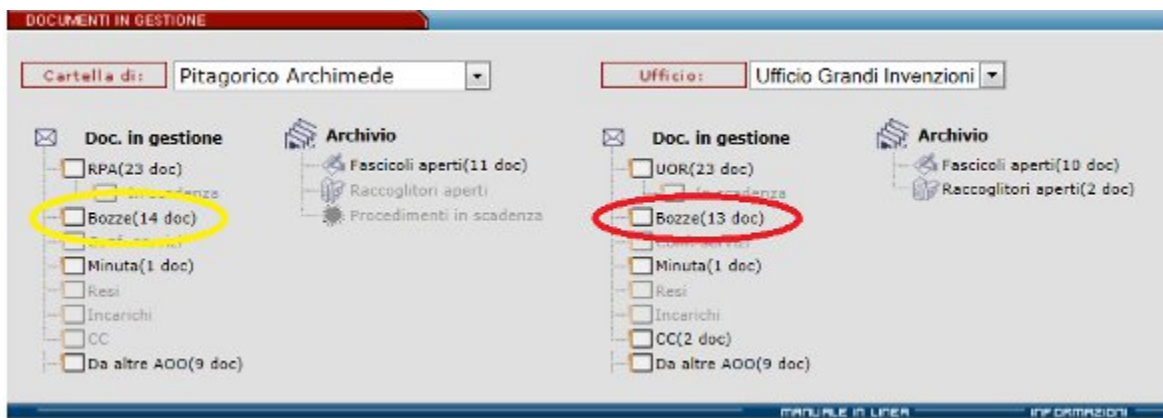 DOCUMENTI IN GESTIONE
Cartella di: Pitagorico Archimede
Doc. in gestione
RPA(23 doc)
In scadenza
Bozze(14 doc)
Conf. servizi
Minuta(1 doc)
Resi
Incarichi
CC
Da altre AOO(9 doc)
Archivio
Fascicoli aperti(11 doc)
Raccoglitori aperti
Procedimenti in scadenza
Ufficio: Ufficio Grandi Invenzioni
Doc. in gestione
UOR(23 doc)
In scadenza
Bozze(13 doc)
Conf. servizi
Minuta(1 doc)
Resi
Incarichi
CC(2 doc)
Da altre AOO(9 doc)
Archivio
Fascicoli aperti(10 doc)
Raccoglitori aperti(2 doc)
MANUALE IN LINEA INFORMAZIONI